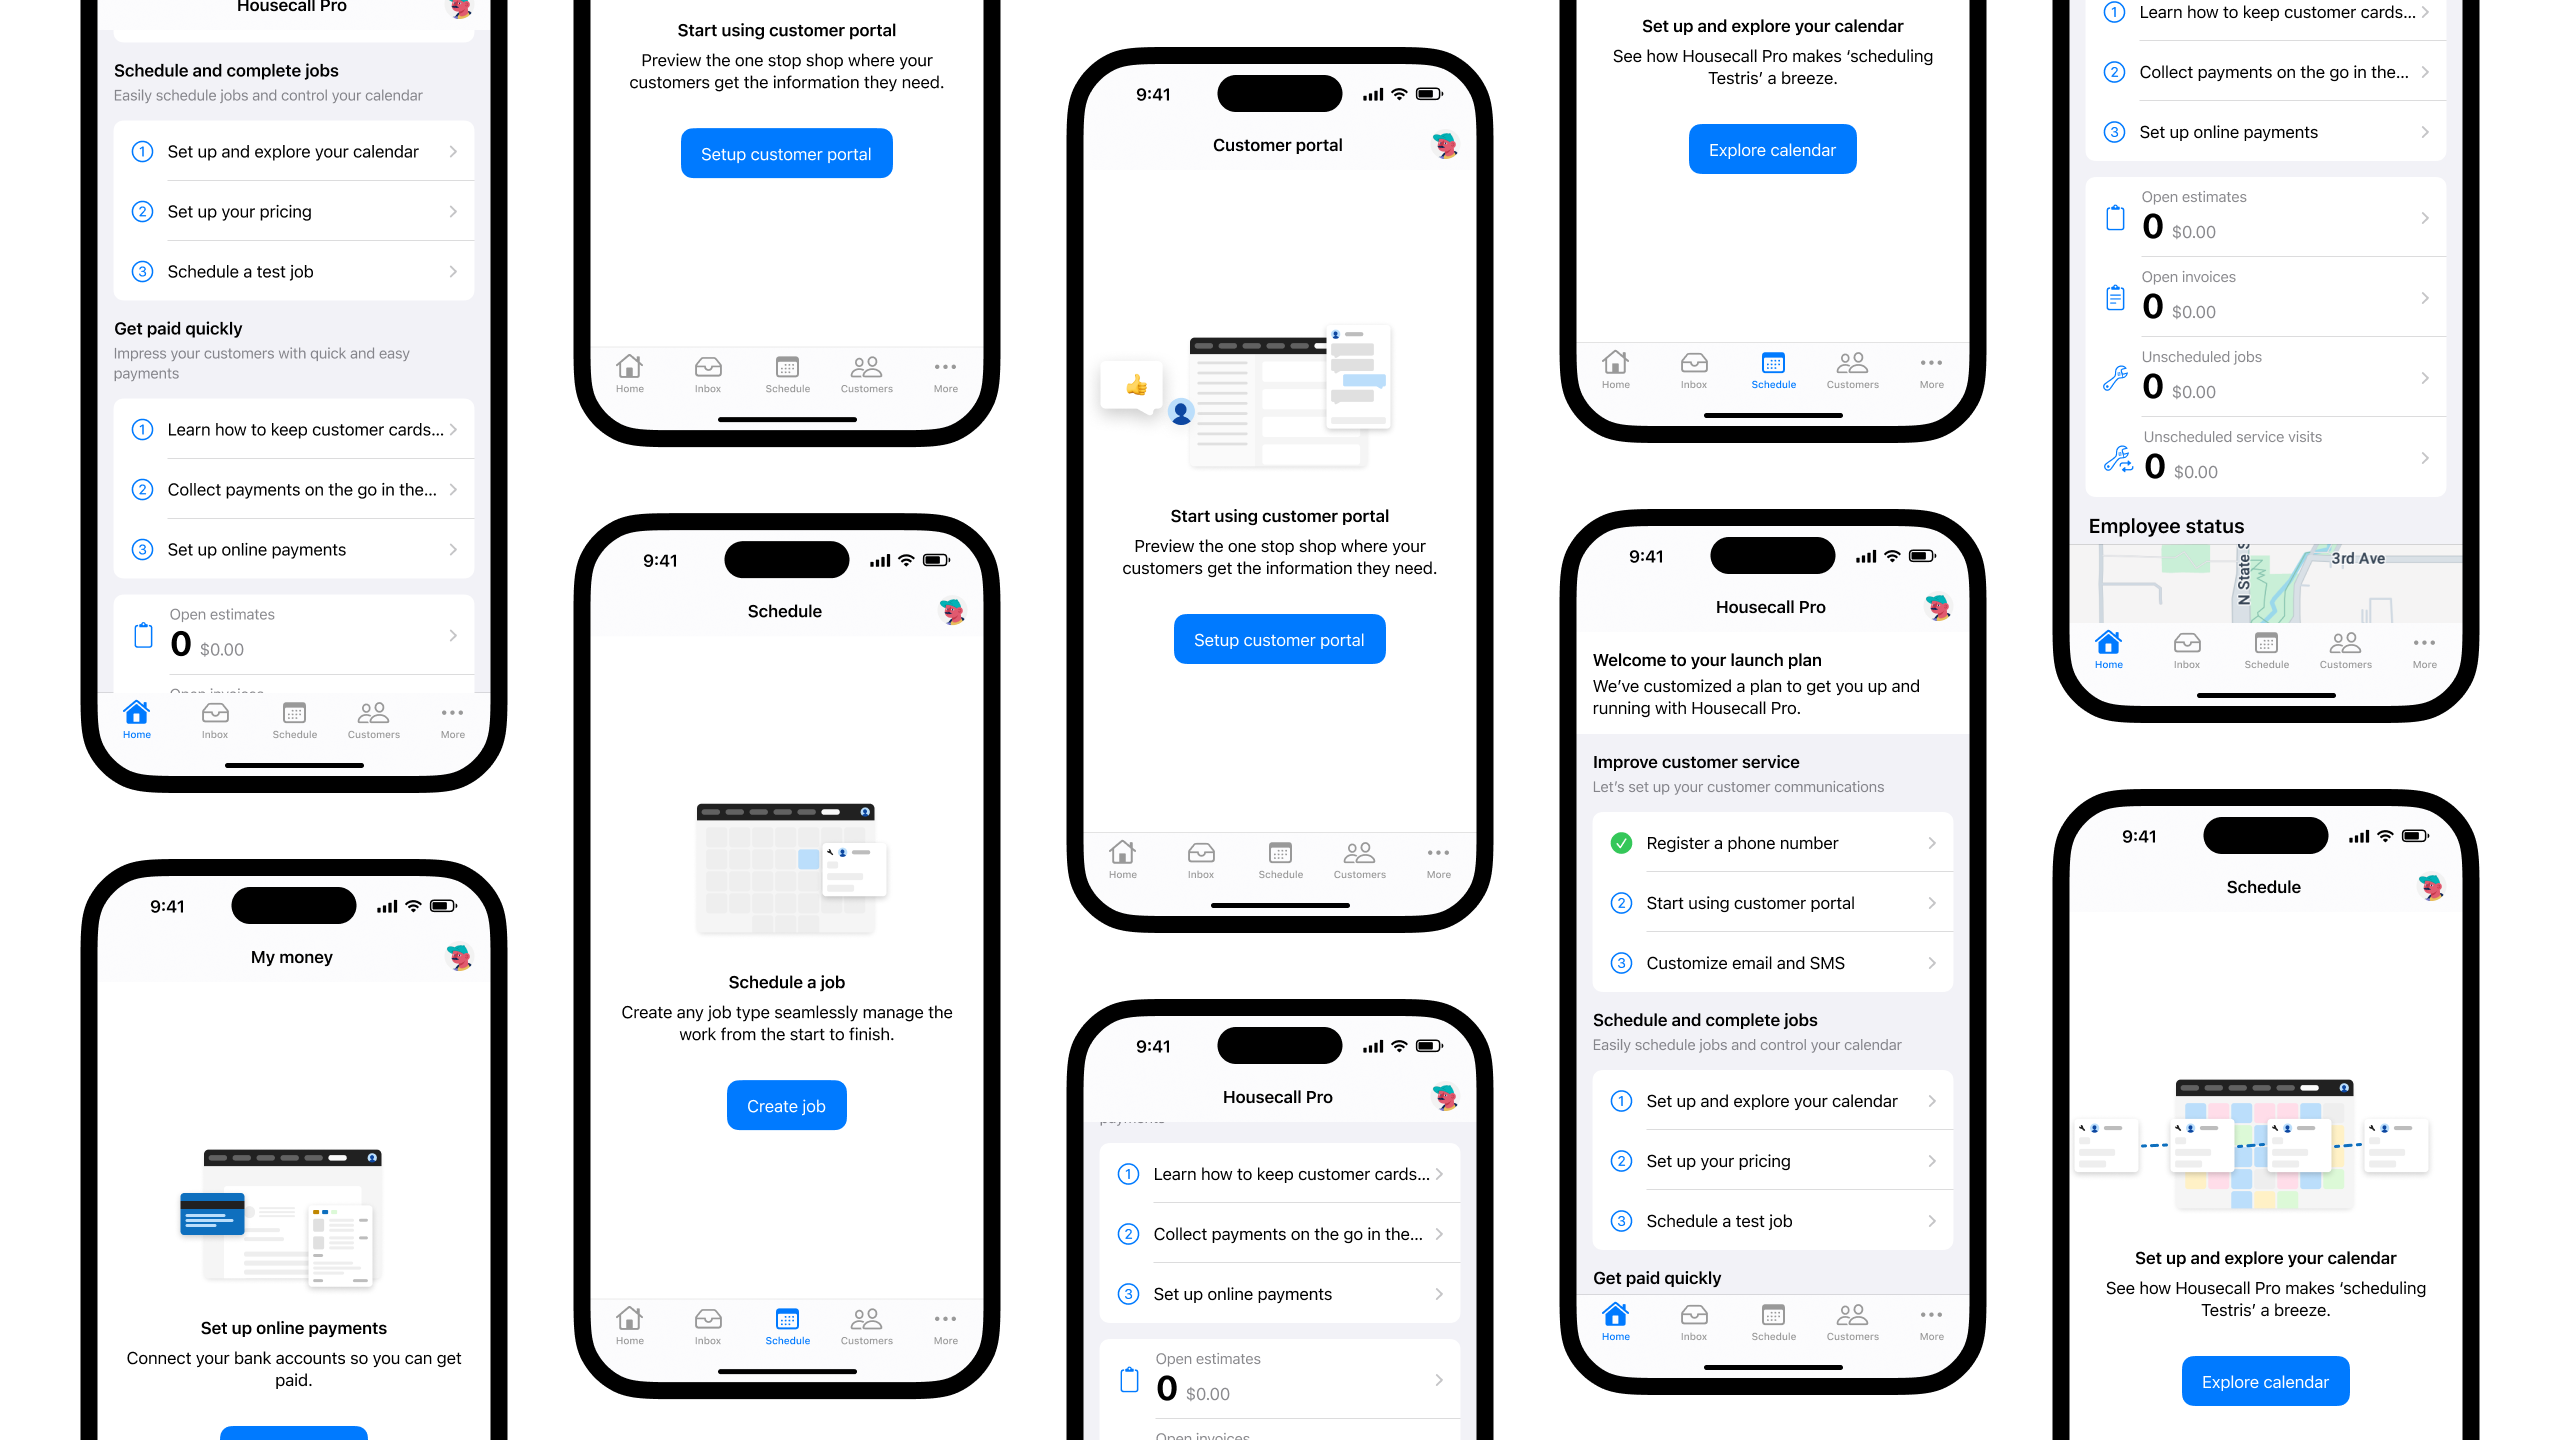 Housecall Pro
Schedule and complete jobs
Easily schedule jobs and control your calendar
1 Set up and explore your calendar
2 Set up your pricing
3 Schedule a test job
Get paid quickly
Impress your customers with quick and easy
payments
1 Learn how to keep customer cards...
2 Collect payments on the go in the...
3 Set up online payments
Open estimates
0 $0.00
Open invoices
Home Inbox Schedule Customers More
9:41
My money
Set up online payments
Connect your bank accounts so you can get
paid.
Start using customer portal
Preview the one stop shop where your
customers get the information they need.
Setup customer portal
Home Inbox Schedule Customers More
9:41
Schedule
Schedule a job
Create any job type seamlessly manage the
work from the start to finish.
Create job
Home Inbox Schedule Customers More
9:41
Customer portal
Start using customer portal
Preview the one stop shop where your
customers get the information they need.
Setup customer portal
Home Inbox Schedule Customers More
9:41
Housecall Pro
payments
1 Learn how to keep customer cards...
2 Collect payments on the go in the...
3 Set up online payments
Open estimates
0 $0.00
Open invoices
Set up and explore your calendar
See how Housecall Pro makes ‘scheduling
Testris’ a breeze.
Explore calendar
Home Inbox Schedule Customers More
9:41
Housecall Pro
Welcome to your launch plan
We’ve customized a plan to get you up and
running with Housecall Pro.
Improve customer service
Let’s set up your customer communications
Register a phone number
2 Start using customer portal
3 Customize email and SMS
Schedule and complete jobs
Easily schedule jobs and control your calendar
1 Set up and explore your calendar
2 Set up your pricing
3 Schedule a test job
Get paid quickly
Home Inbox Schedule Customers More
1 Learn how to keep customer cards...
2 Collect payments on the go in the...
3 Set up online payments
Open estimates
0 $0.00
Open invoices
0 $0.00
Unscheduled jobs
0 $0.00
Unscheduled service visits
0 $0.00
Employee status
N State S
3rd Ave
Home Inbox Schedule Customers More
9:41
Schedule
Set up and explore your calendar
See how Housecall Pro makes ‘scheduling
Testris’ a breeze.
Explore calendar